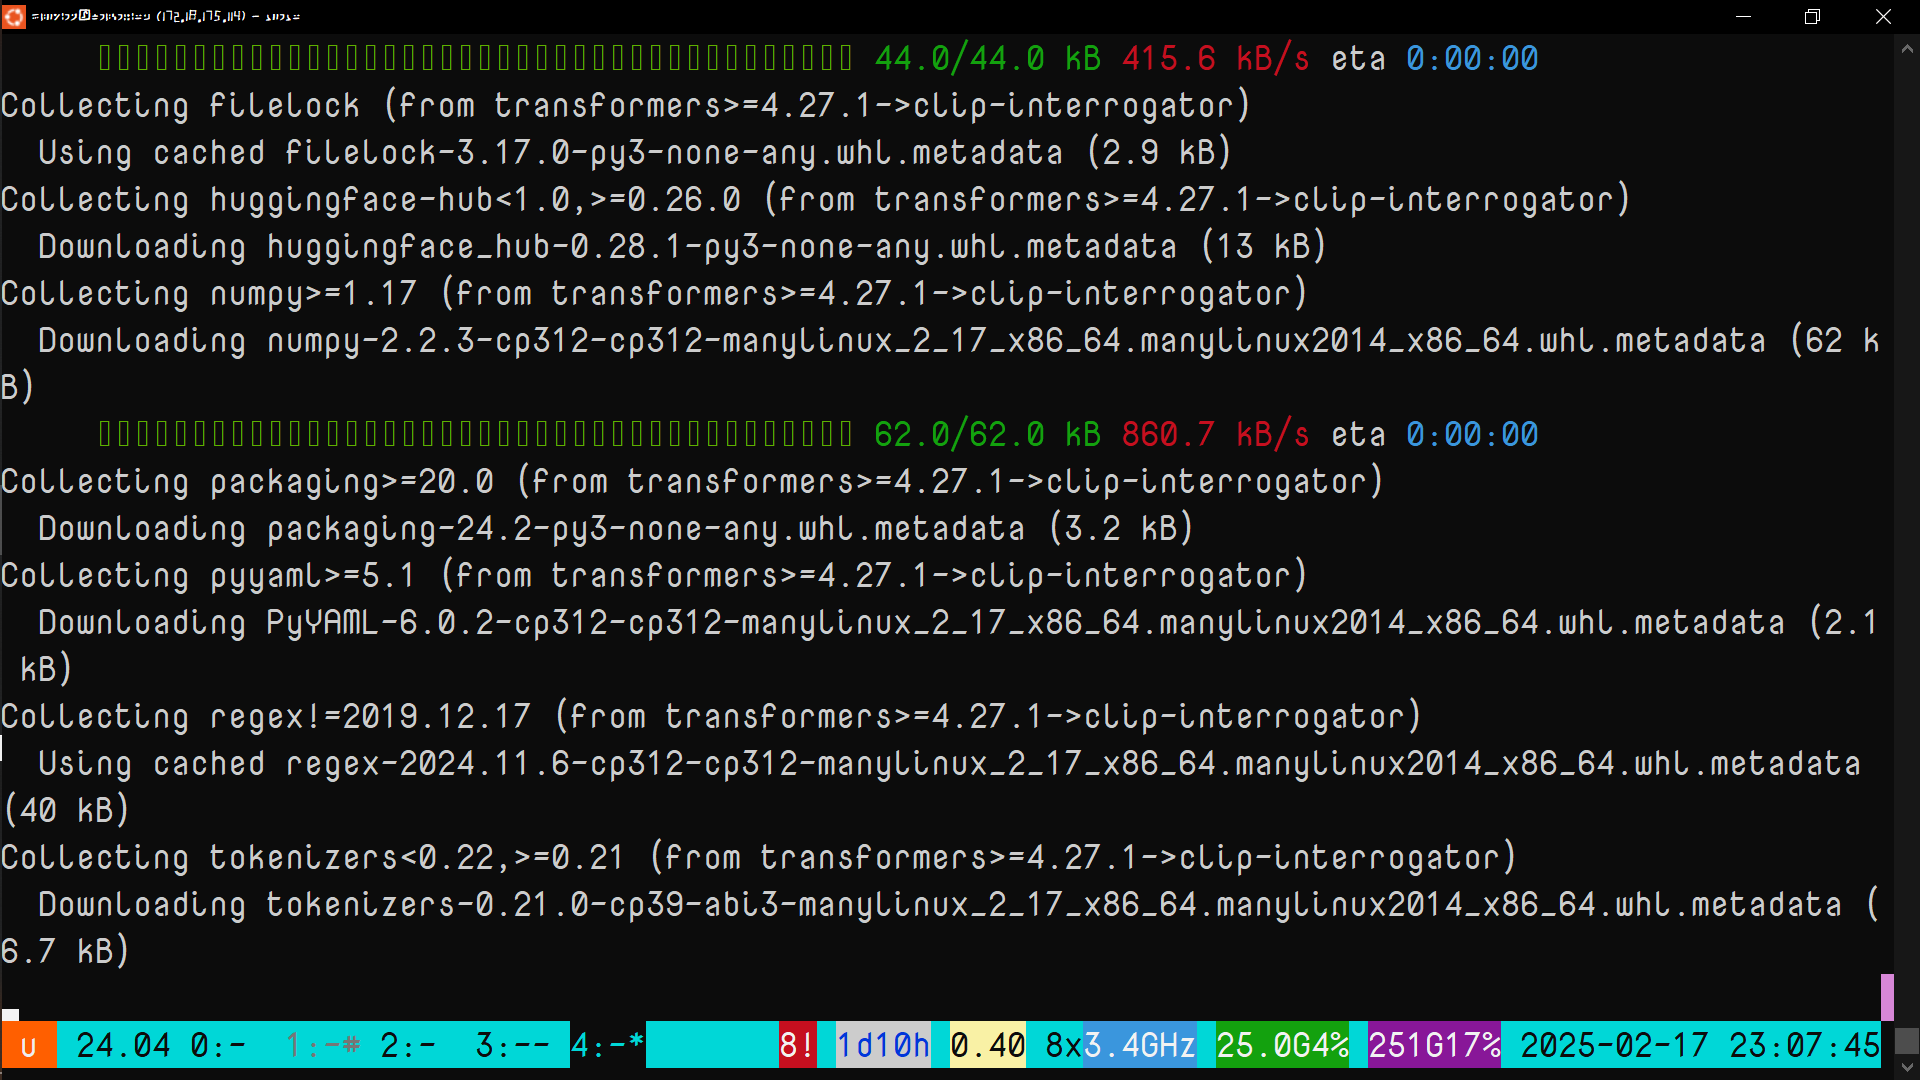 (172.18.175.114) -
44.0/44.0 kB 415.6 kB/s eta 0:00:00
Collecting filelock (from transformers>=4.27.1->clip-interrogator)
  Using cached filelock-3.17.0-py3-none-any.whl.metadata (2.9 kB)
Collecting huggingface-hub<1.0,>=0.26.0 (from transformers>=4.27.1->clip-interrogator)
  Downloading huggingface_hub-0.28.1-py3-none-any.whl.metadata (13 kB)
Collecting numpy>=1.17 (from transformers>=4.27.1->clip-interrogator)
  Downloading numpy-2.2.3-cp312-cp312-manylinux_2_17_x86_64.manylinux2014_x86_64.whl.metadata (62 k
B)
62.0/62.0 kB 860.7 kB/s eta 0:00:00
Collecting packaging>=20.0 (from transformers>=4.27.1->clip-interrogator)
  Downloading packaging-24.2-py3-none-any.whl.metadata (3.2 kB)
Collecting pyyaml>=5.1 (from transformers>=4.27.1->clip-interrogator)
  Downloading PyYAML-6.0.2-cp312-cp312-manylinux_2_17_x86_64.manylinux2014_x86_64.whl.metadata (2.1
 kB)
Collecting regex!=2019.12.17 (from transformers>=4.27.1->clip-interrogator)
  Using cached regex-2024.11.6-cp312-cp312-manylinux_2_17_x86_64.manylinux2014_x86_64.whl.metadata
(40 kB)
Collecting tokenizers<0.22,>=0.21 (from transformers>=4.27.1->clip-interrogator)
  Downloading tokenizers-0.21.0-cp39-abi3-manylinux_2_17_x86_64.manylinux2014_x86_64.whl.metadata (
6.7 kB)
u 24.04 0:- 1:-# 2:- 3:-- 4:-* 8! 1d10h 0.40 8x3.4GHz 25.0G4% 251G17% 2025-02-17 23:07:45